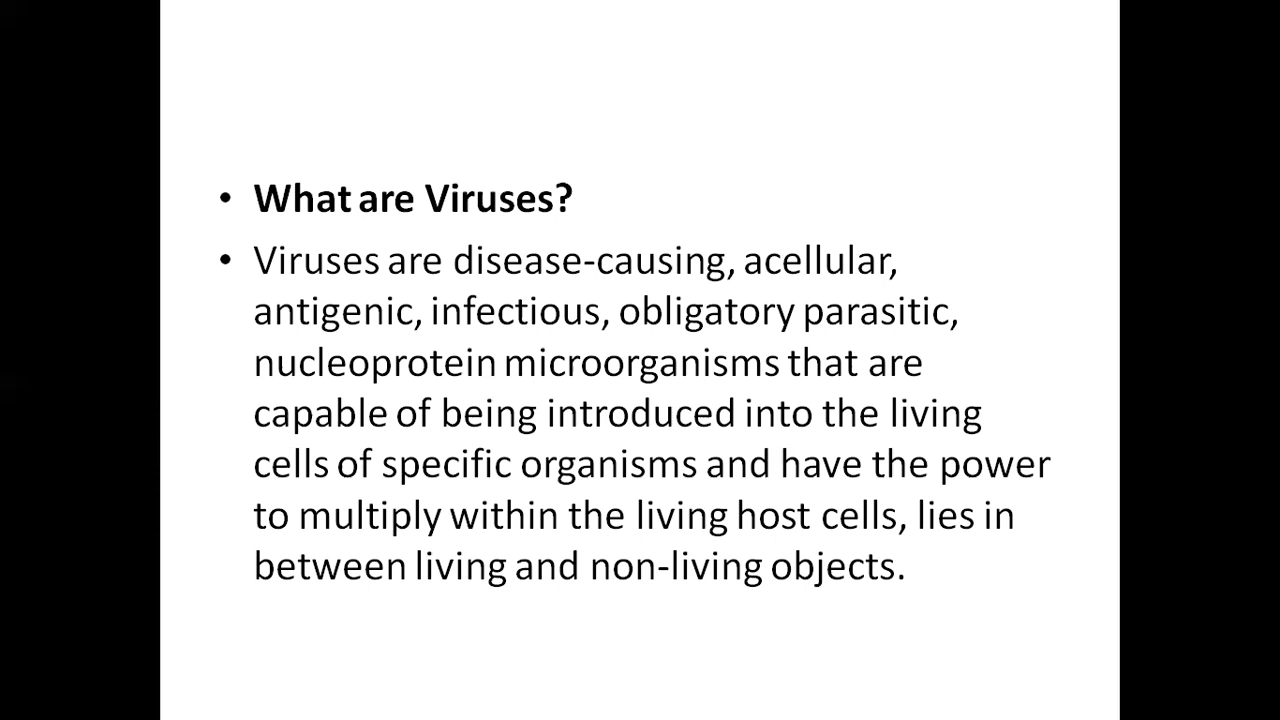 • What are Viruses?
• Viruses are disease-causing, acellular,
antigenic, infectious, obligatory parasitic,
nucleoprotein microorganisms that are
capable of being introduced into the living
cells of specific organisms and have the power
to multiply within the living host cells, lies in
between living and non-living objects.